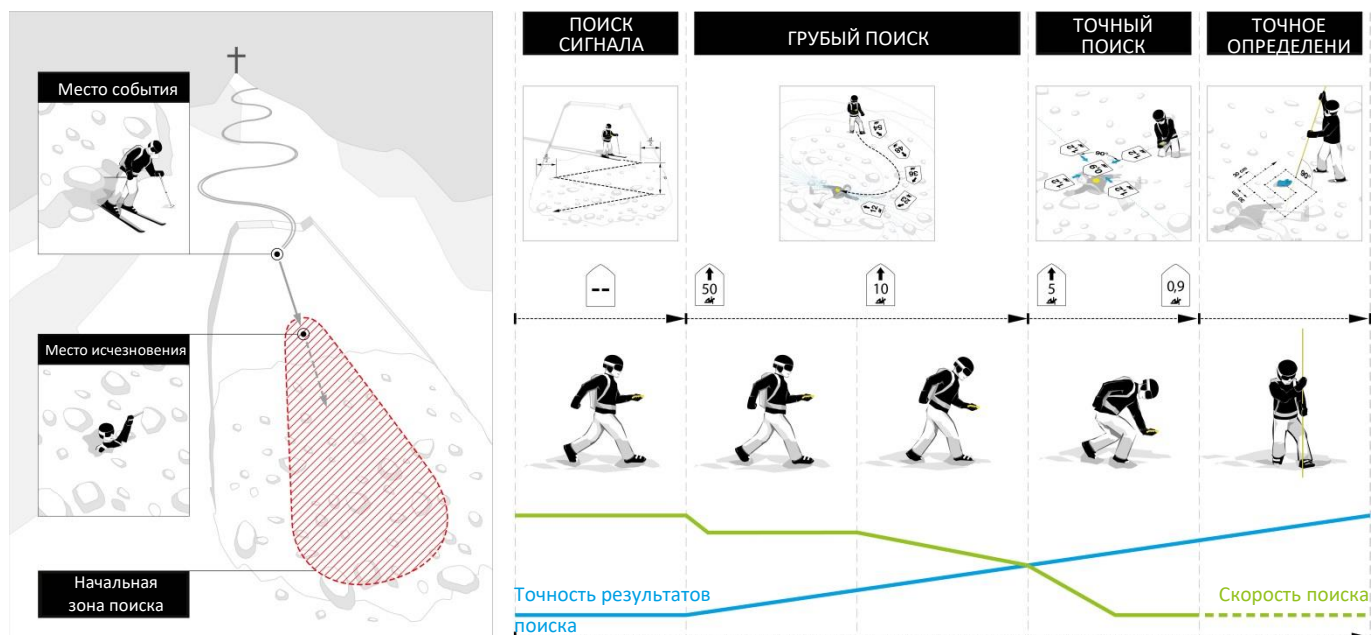 Место события
Место исчезновения
Начальная
зона поиска
ПОИСК
СИГНАЛА
ГРУБЫЙ ПОИСК
ТОЧНЫЙ
ПОИСК
ТОЧНОЕ
ОПРЕДЕЛЕНИ
--
50
10
5
0,9
Точность результатов
поиска
Скорость поиска